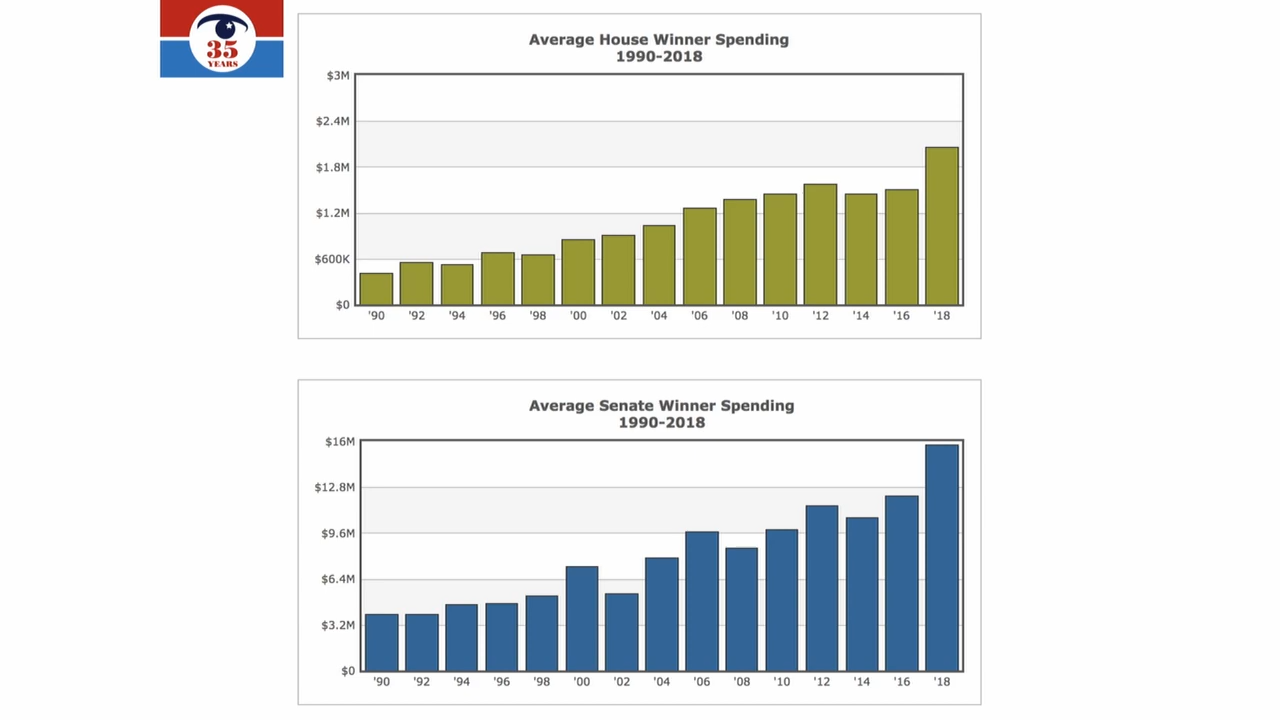 35
YEARS
Average House Winner Spending
1990-2018
$3M
$2.4M
$1.8M
$1.2M
$600K
$0
'90 '92 '94 '96 '98 '00 '02 '04 '06 '08 '10 '12 '14 '16 '18
Average Senate Winner Spending
1990-2018
$16M
$12.8M
$9.6M
$6.4M
$3.2M
$0
'90 '92 '94 '96 '98 '00 '02 '04 '06 '08 '10 '12 '14 '16 '18